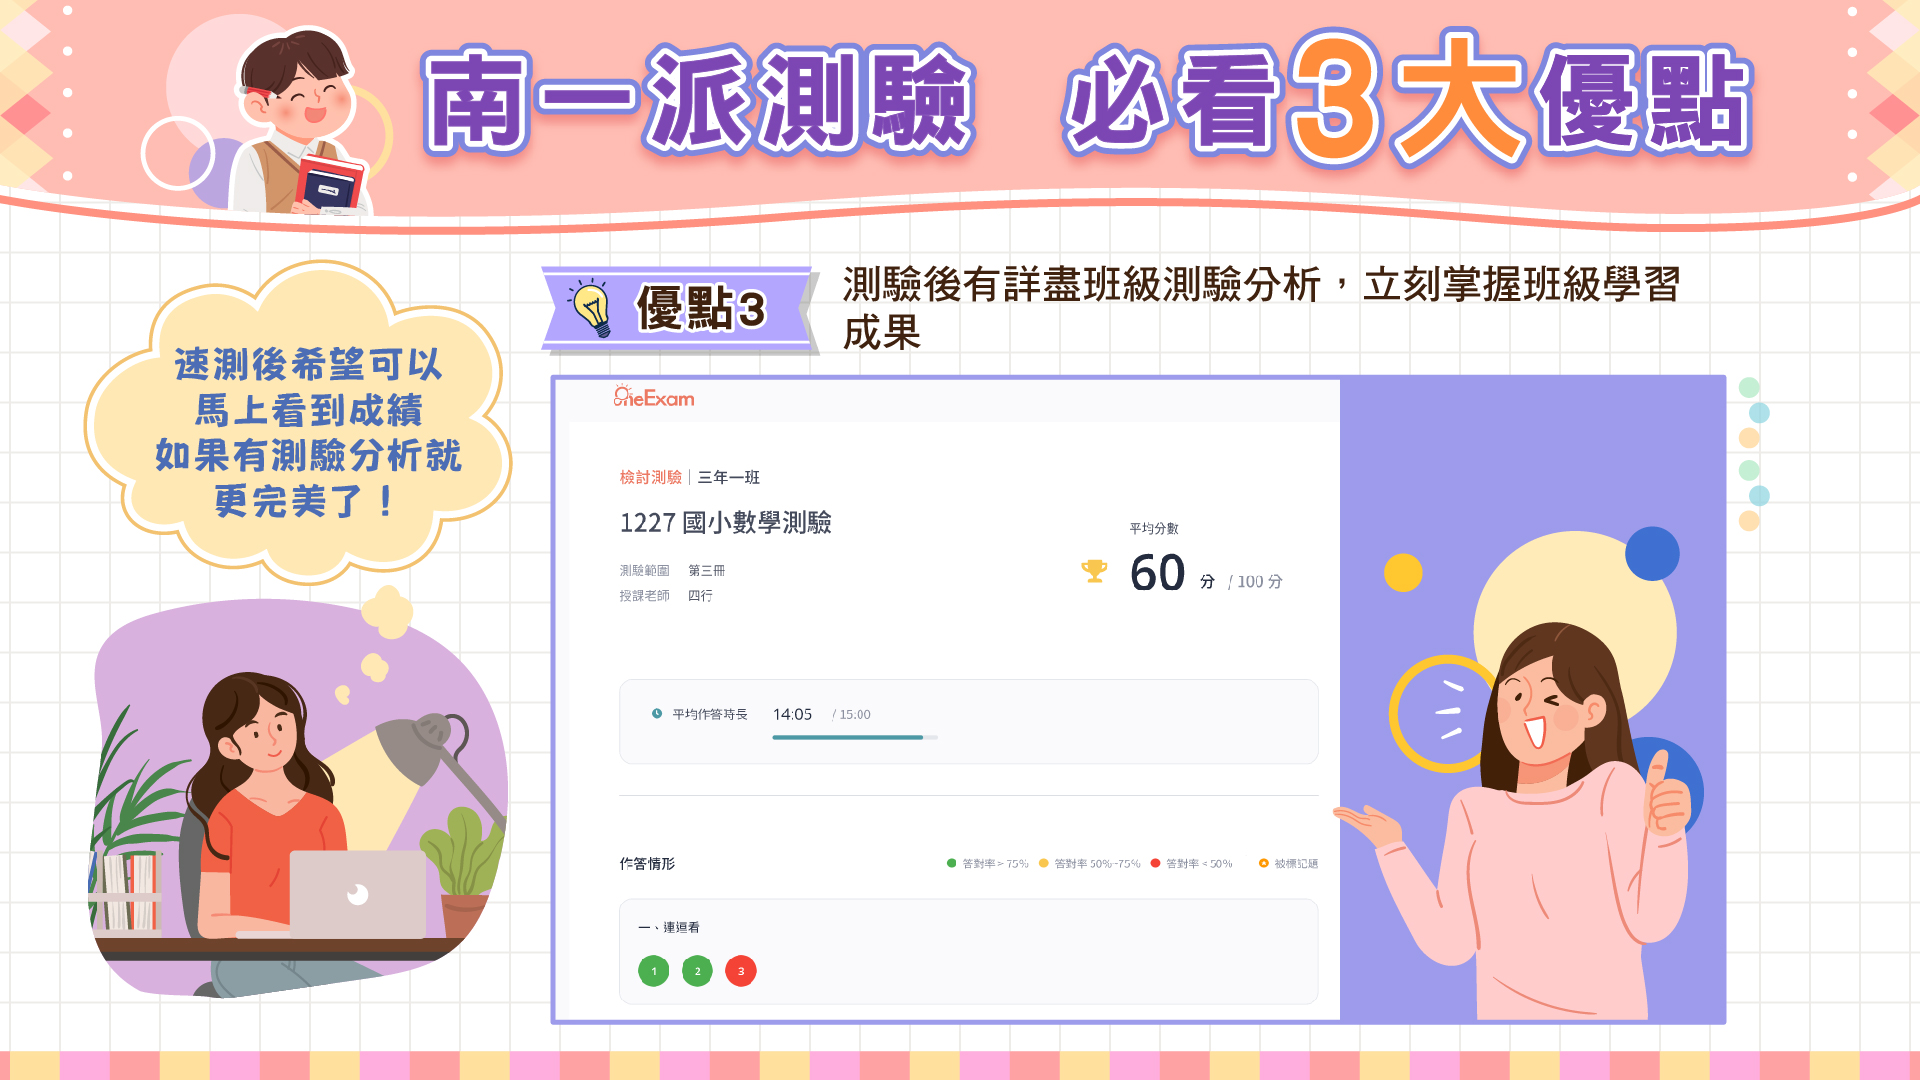 南一派測驗 必看3大優點
優點3
測驗後有詳盡班級測驗分析，立刻掌握班級學習
成果
速測後希望可以
馬上看到成績
如果有測驗分析就
更完美了！
OneExam
檢討測驗｜三年一班
1227 國小數學測驗
測驗範圍 第三冊
授課老師 四行
平均分數
60 分 / 100 分
平均作答時長 14:05 / 15:00
作答情形
答對率 > 75% 答對率 50%~75% 答對率 < 50% 被標記題
一、連連看
1 2 3